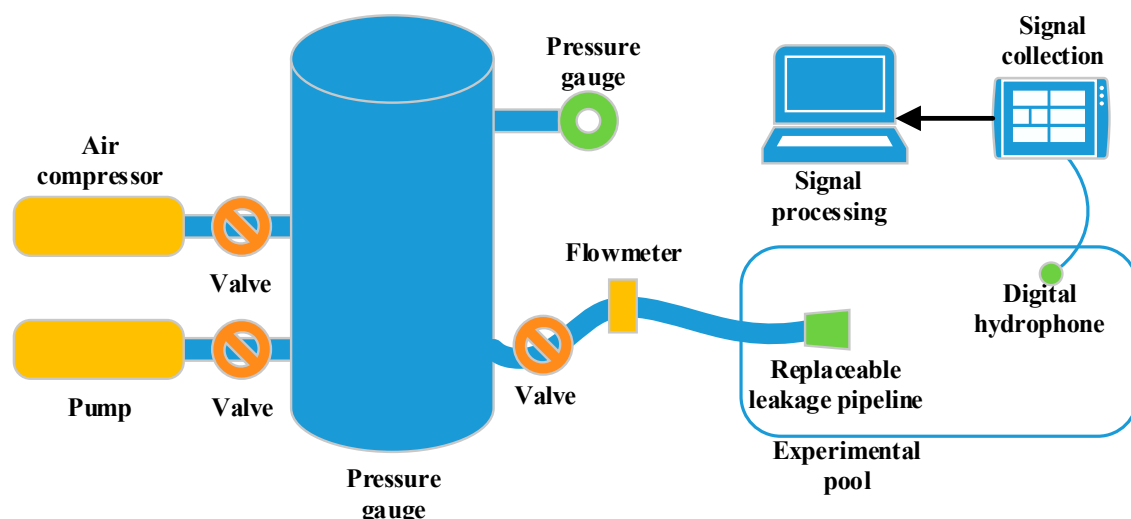 Signal
collection
Pressure
gauge
Air
compressor
Signal
processing
Valve
Flowmeter
Digital
hydrophone
Replaceable
leakage pipeline
Valve
Pump
Valve
Experimental
pool
Pressure
gauge